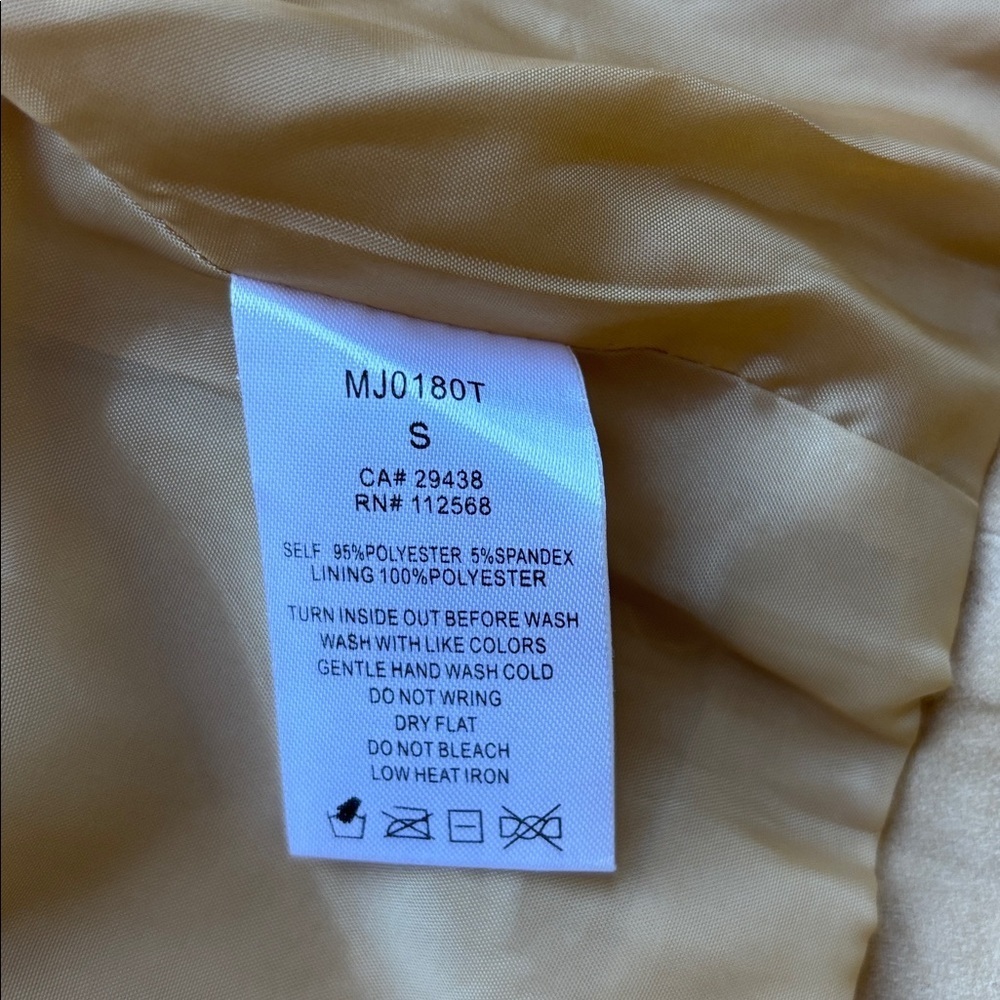 MJ0180T
S
CA# 29438
RN# 112568
SELF 95%POLYESTER 5%SPANDEX
LINING 100%POLYESTER
TURN INSIDE OUT BEFORE WASH
WASH WITH LIKE COLORS
GENTLE HAND WASH COLD
DO NOT WRING
DRY FLAT
DO NOT BLEACH
LOW HEAT IRON